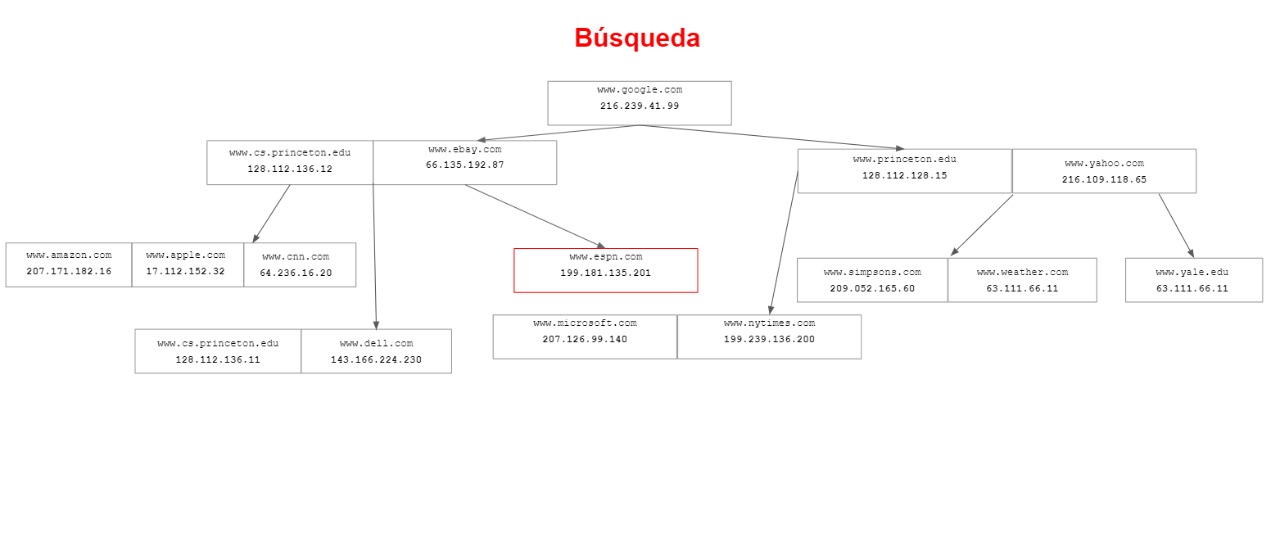 Búsqueda
www.google.com
216.239.41.99
www.cs.princeton.edu
128.112.136.12
www.ebay.com
66.135.192.87
www.princeton.edu
128.112.128.15
www.yahoo.com
216.109.118.65
www.amazon.com
207.171.182.16
www.apple.com
17.112.152.32
www.cnn.com
64.236.16.20
www.espn.com
199.181.135.201
www.simpsons.com
209.052.165.60
www.weather.com
63.111.66.11
www.yale.edu
63.111.66.11
www.cs.princeton.edu
128.112.136.11
www.dell.com
143.166.224.230
www.microsoft.com
207.126.99.140
www.nytimes.com
199.239.136.200